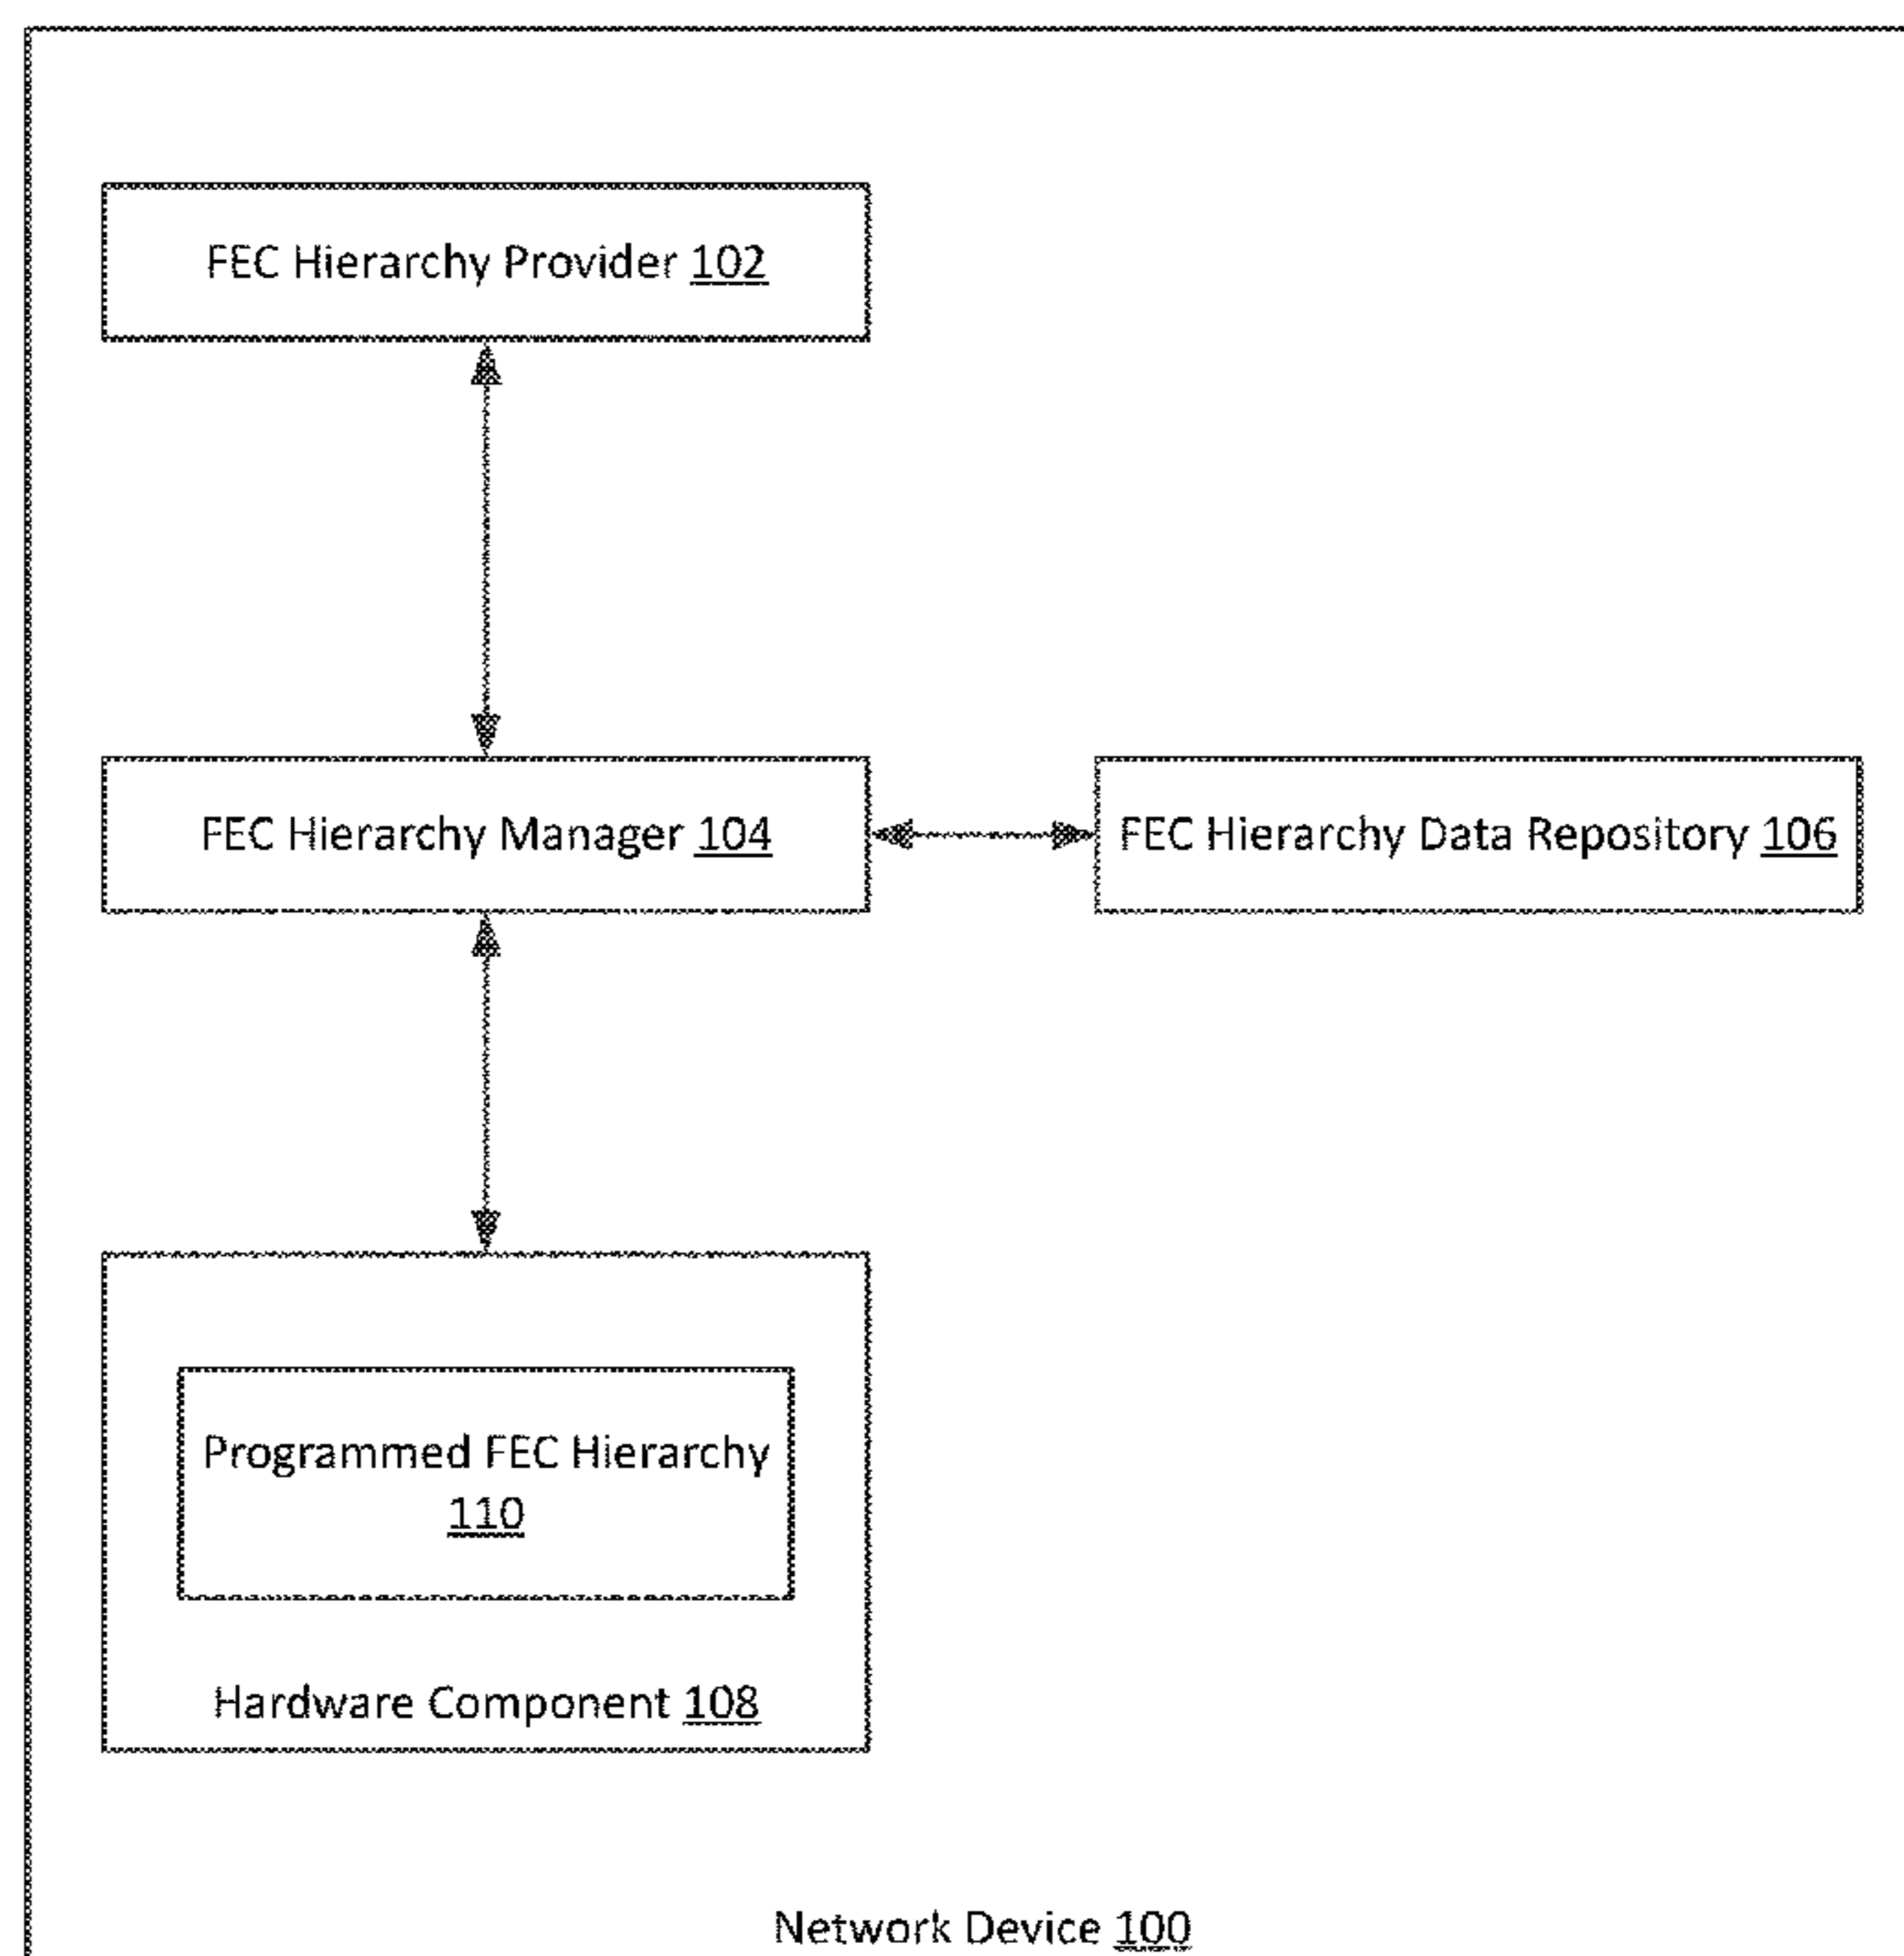 FEC Hierarchy Provider 102
FEC Hierarchy Manager 104
FEC Hierarchy Data Repository 106
Programmed FEC Hierarchy
110
Hardware Component 108
Network Device 100